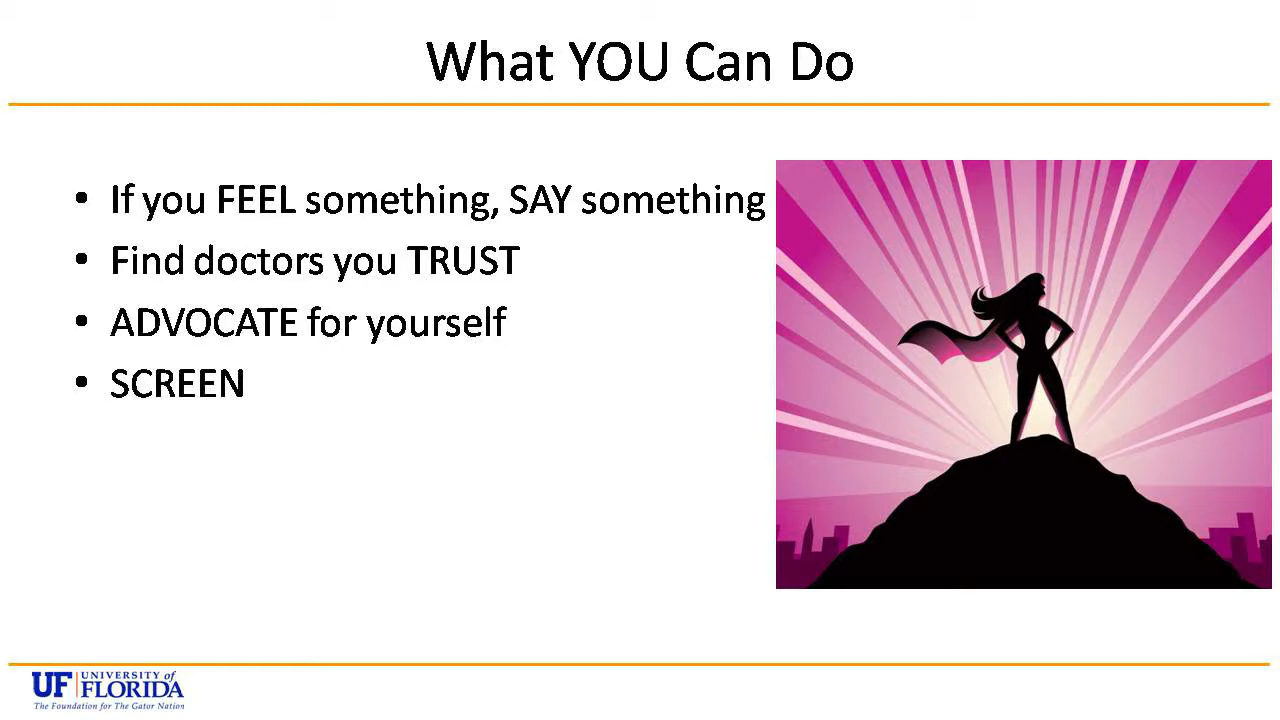 What YOU Can Do
• If you FEEL something, SAY something
• Find doctors you TRUST
• ADVOCATE for yourself
• SCREEN
UF UNIVERSITY of
FLORIDA
The Foundation for The Gator Nation